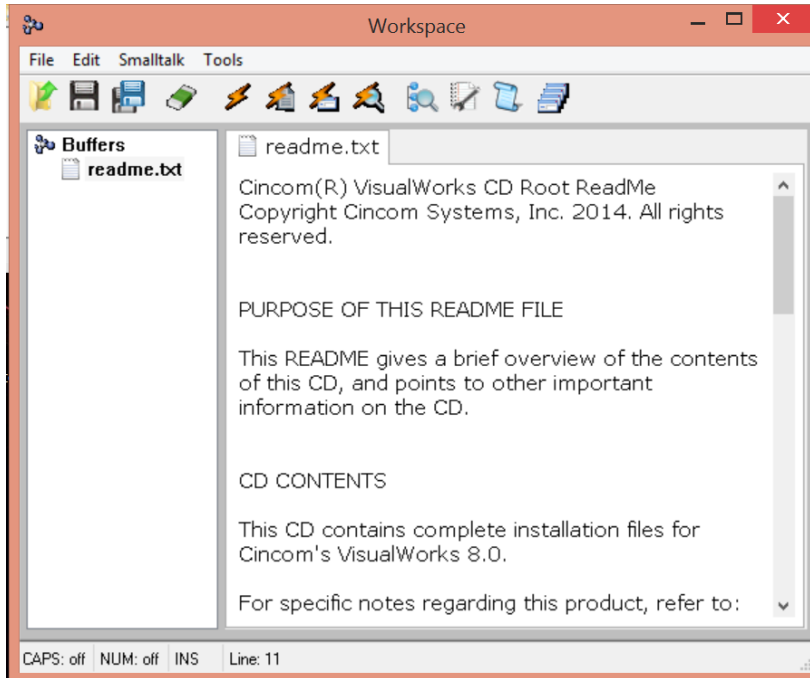 Workspace
File Edit Smalltalk Tools
Buffers
readme.txt
readme.txt
Cincom(R) VisualWorks CD Root ReadMe
Copyright Cincom Systems, Inc. 2014. All rights
reserved.
PURPOSE OF THIS README FILE
This README gives a brief overview of the contents
of this CD, and points to other important
information on the CD.
CD CONTENTS
This CD contains complete installation files for
Cincom's VisualWorks 8.0.
For specific notes regarding this product, refer to:
CAPS: off NUM: off INS Line: 11